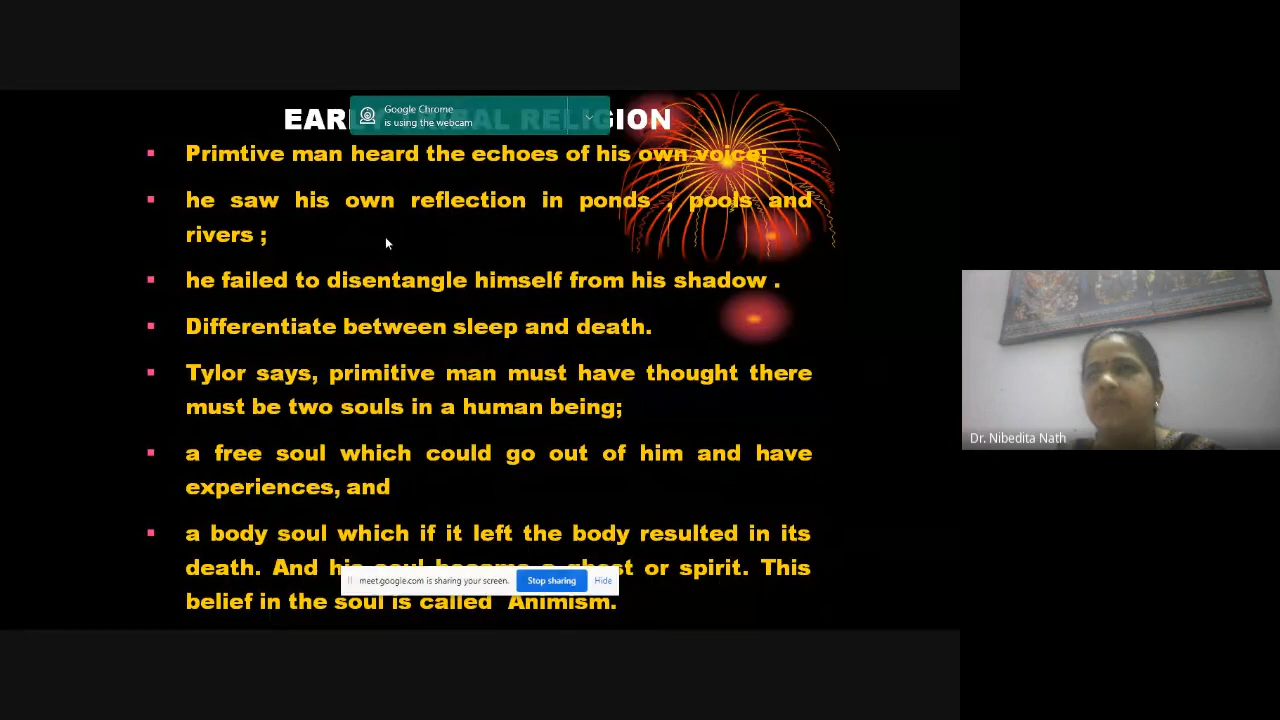 Google Chrome
is using the webcam
RELIGION
Primtive man heard the echoes of his own voice;
he saw his own reflection in ponds , pools and
rivers ;
he failed to disentangle himself from his shadow .
Differentiate between sleep and death.
Tylor says, primitive man must have thought there
must be two souls in a human being;
a free soul which could go out of him and have
experiences, and
a body soul which if it left the body resulted in its
death. And his soul became a ghost or spirit. This
meet.google.com is sharing your screen. Stop sharing Hide
belief in the soul is called Animism.
Dr. Nibedita Nath